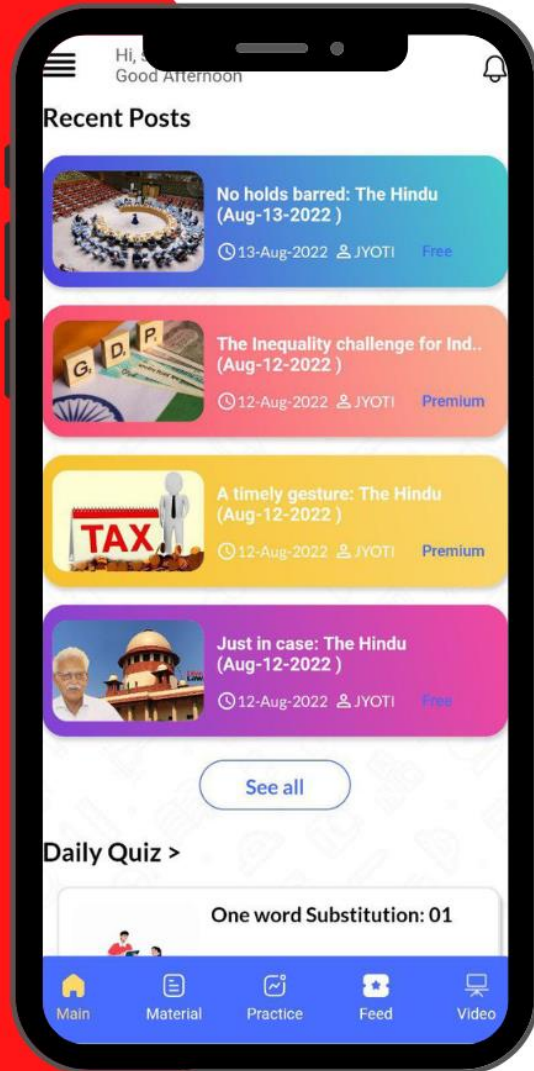 Hi,
Good Afternoon
Recent Posts
No holds barred: The Hindu
(Aug-13-2022 )
13-Aug-2022 JYOTI Free
G D P
The Inequality challenge for Ind..
(Aug-12-2022 )
12-Aug-2022 JYOTI Premium
TAX
A timely gesture: The Hindu
(Aug-12-2022 )
12-Aug-2022 JYOTI Premium
Just in case: The Hindu
(Aug-12-2022 )
12-Aug-2022 JYOTI Free
See all
Daily Quiz >
One word Substitution: 01
Main Material Practice Feed Video